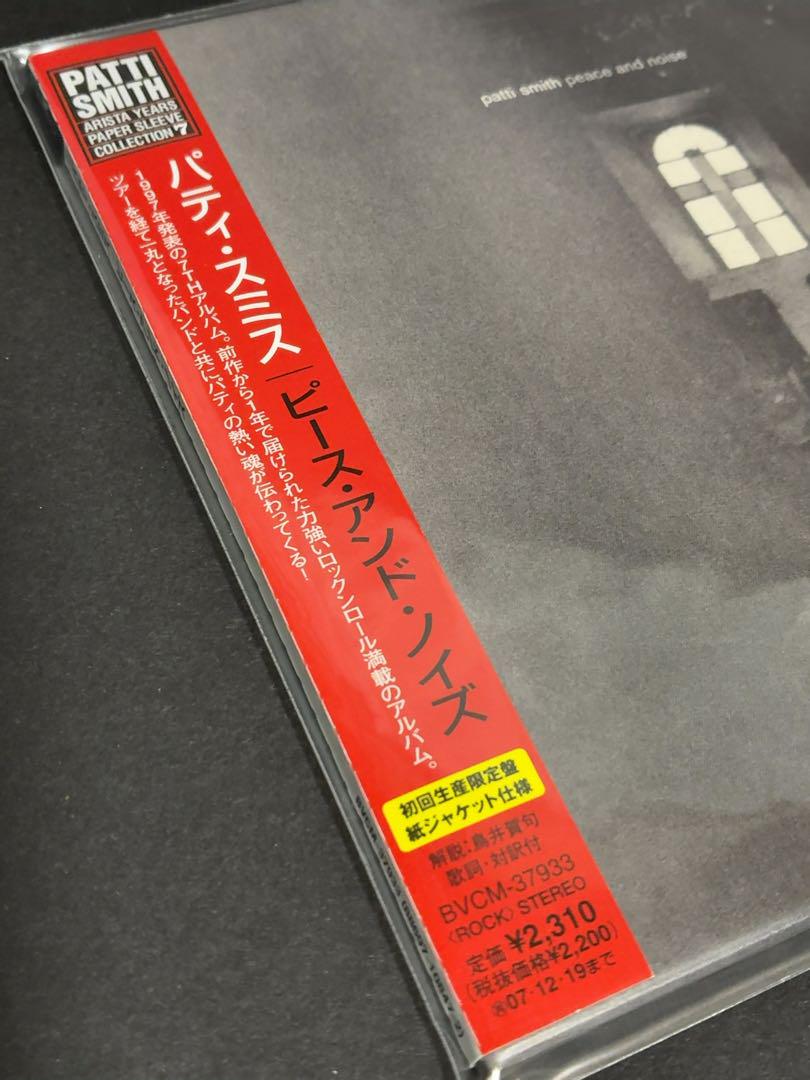 PATTI
SMITH
ARISTA YEARS
PAPER SLEEVE
COLLECTION 7
パティ・スミス|ピース・アンド・ノイズ
1997年発表の7THアルバム。前作から1年で届けられた力強いロックンロール満載のアルバム。
ツアーを経て一丸となったバンドと共にパティの熱い魂が伝わってくる!
初回生産限定盤
紙ジャケット仕様
解説:鳥井賀句
歌詞・対訳付
BVCM-37933
〈ROCK〉 STEREO
定価 ¥2,310
(税抜価格¥2,200)
07・12・19まで
patti smith peace and noise